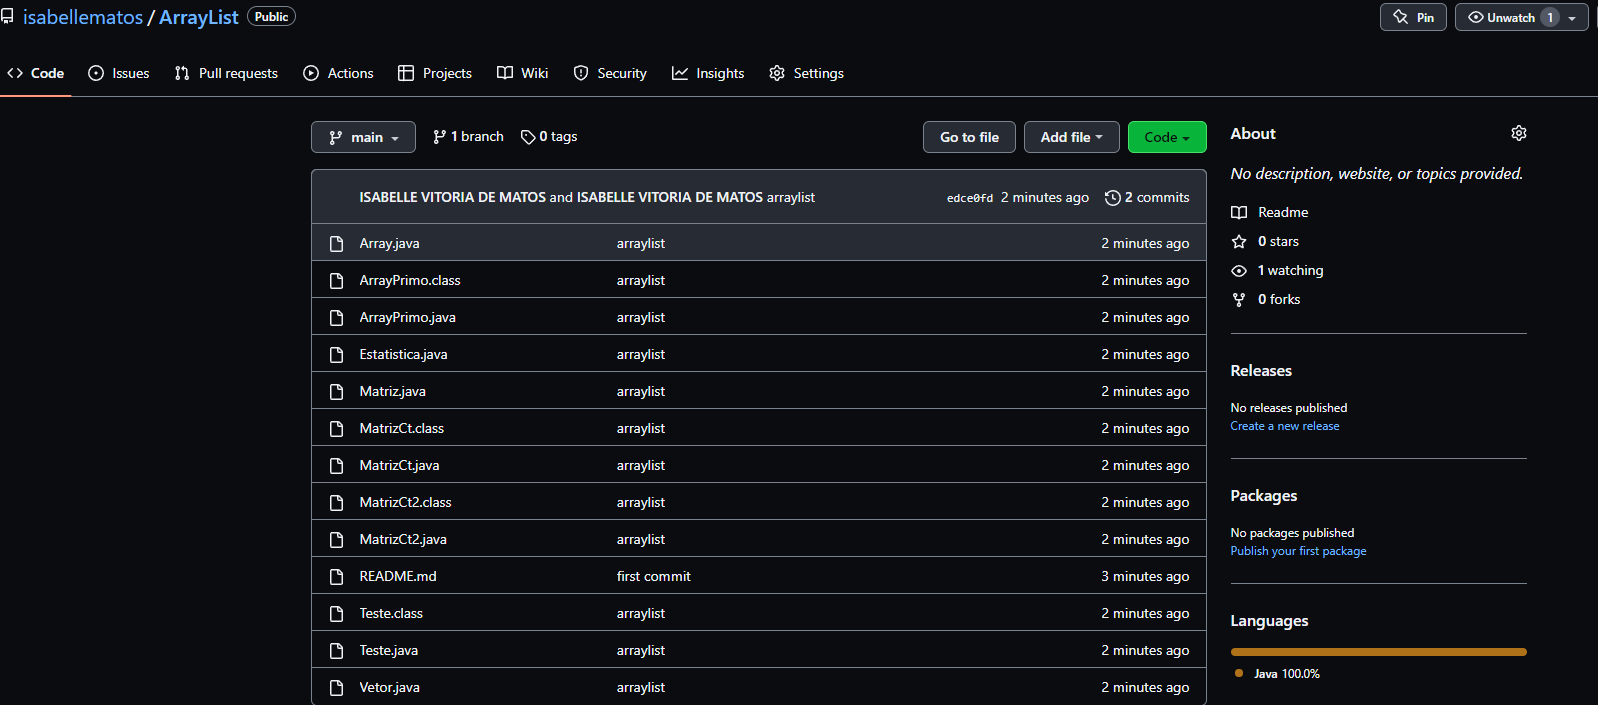 isabellematos / ArrayList Public Pin Unwatch 1
Code Issues Pull requests Actions Projects Wiki Security Insights Settings
main 1 branch 0 tags Go to file Add file Code
ISABELLE VITORIA DE MATOS and ISABELLE VITORIA DE MATOS arraylist edce0fd 2 minutes ago 2 commits
Array.java arraylist 2 minutes ago
ArrayPrimo.class arraylist 2 minutes ago
ArrayPrimo.java arraylist 2 minutes ago
Estatistica.java arraylist 2 minutes ago
Matriz.java arraylist 2 minutes ago
MatrizCt.class arraylist 2 minutes ago
MatrizCt.java arraylist 2 minutes ago
MatrizCt2.class arraylist 2 minutes ago
MatrizCt2.java arraylist 2 minutes ago
README.md first commit 3 minutes ago
Teste.class arraylist 2 minutes ago
Teste.java arraylist 2 minutes ago
Vetor.java arraylist 2 minutes ago
About
No description, website, or topics provided.
Readme
0 stars
1 watching
0 forks
Releases
No releases published
Create a new release
Packages
No packages published
Publish your first package
Languages
Java 100.0%